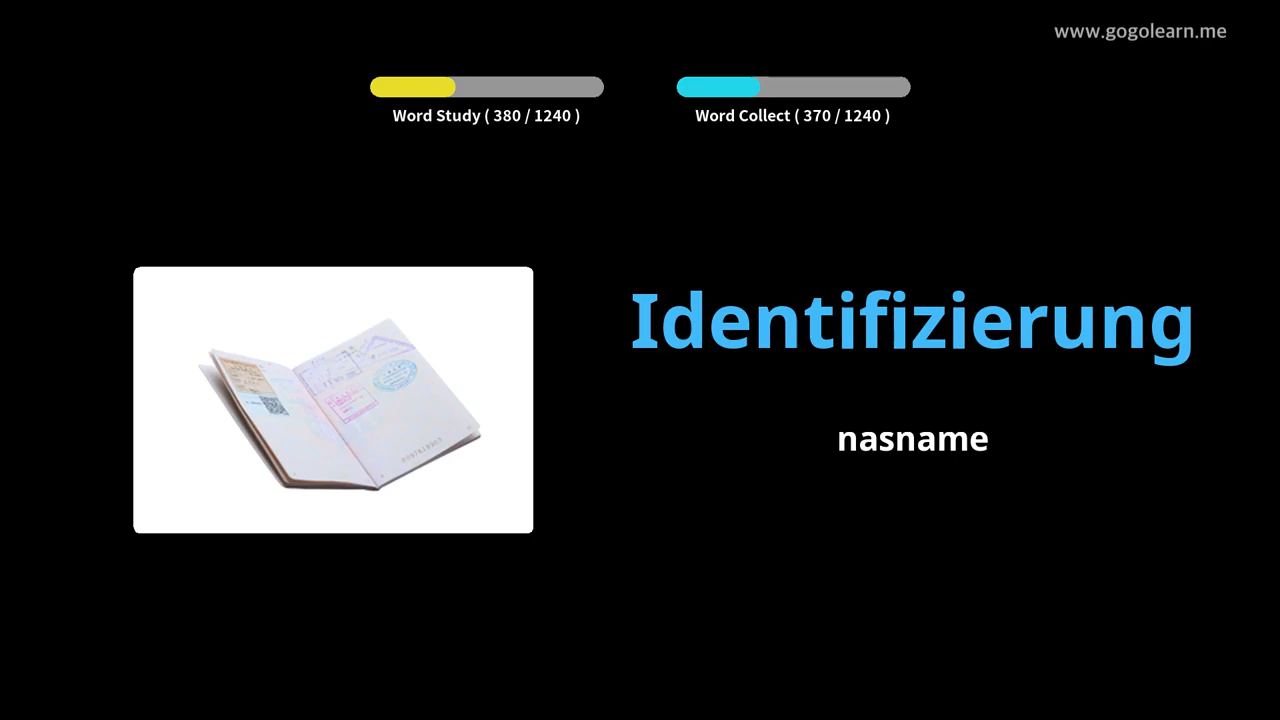 www.gogolearn.me
Word Study ( 380 / 1240 )
Word Collect ( 370 / 1240 )
Identifizierung
nasname